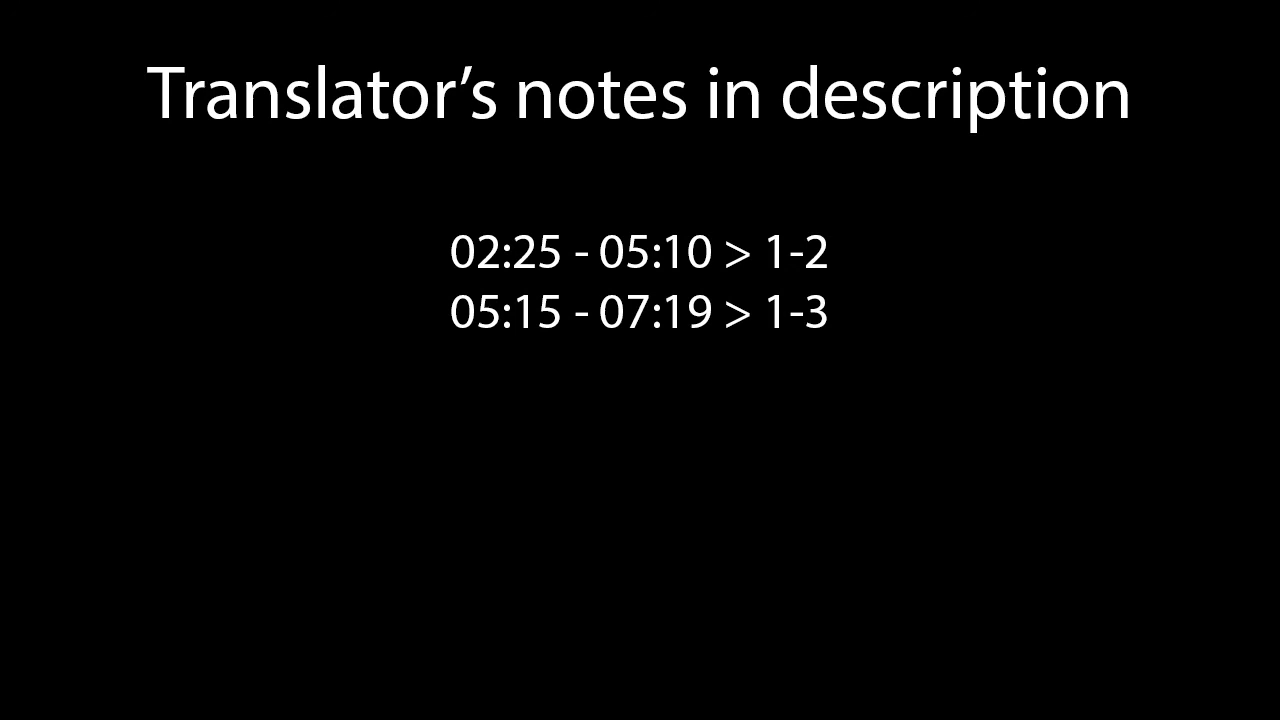 Translator’s notes in description
02:25 - 05:10 > 1-2
05:15 - 07:19 > 1-3